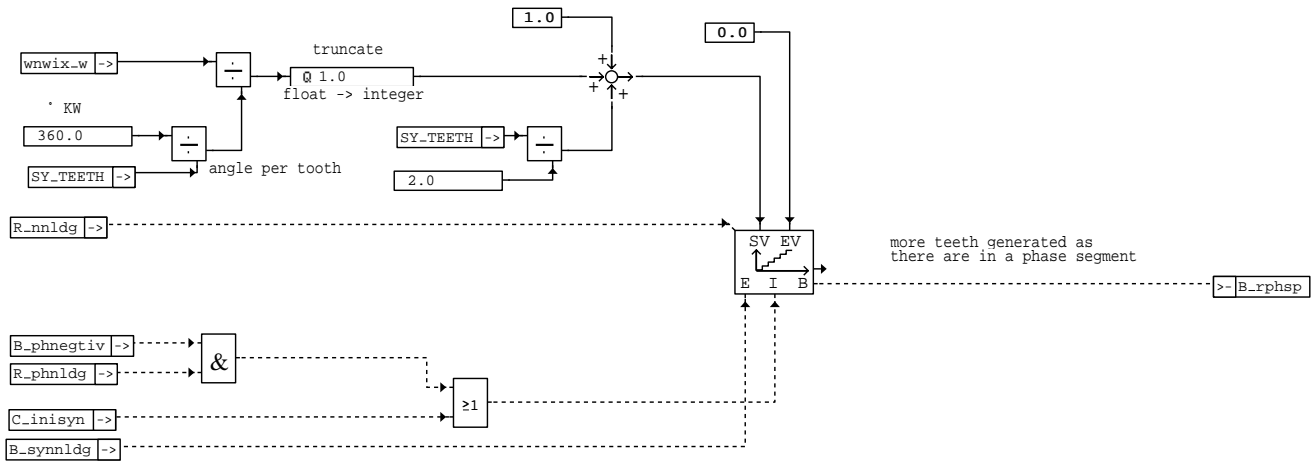 1.0
0.0
wnwix_w ->
truncate
Q 1.0
float -> integer
° KW
360.0
SY_TEETH ->
angle per tooth
SY_TEETH ->
2.0
+
+
+
R_nnldg ->
SV EV
E I B
more teeth generated as
there are in a phase segment
>- B_rphsp
B_phnegtiv ->
R_phnldg ->
&
C_inisyn ->
≥1
B_synnldg ->